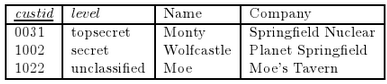 custid level Name Company
0031 topsecret Monty Springfield Nuclear
1002 secret Wolfcastle Planet Springfield
1022 unclassified Moe Moe's Tavern